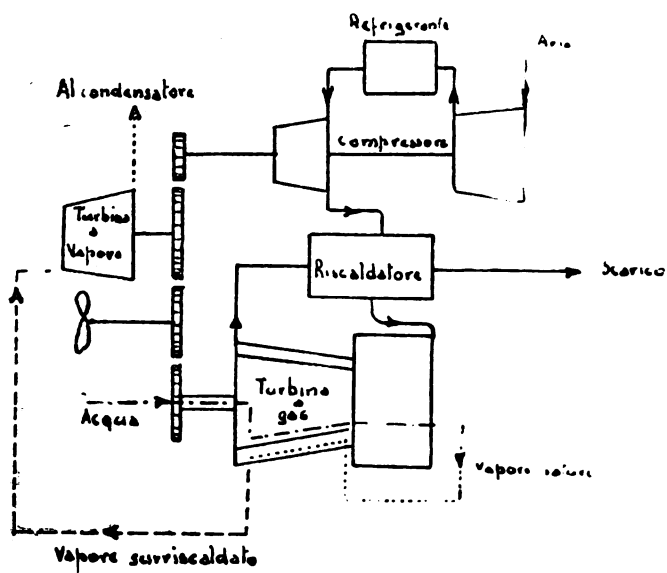 Refrigerante
Aria
Al condensatore
Compressore
Turbina
a
Vapore
Riscaldatore
Scarico
Turbina
a
gas
Acqua
Vapore
Vapore surriscaldato